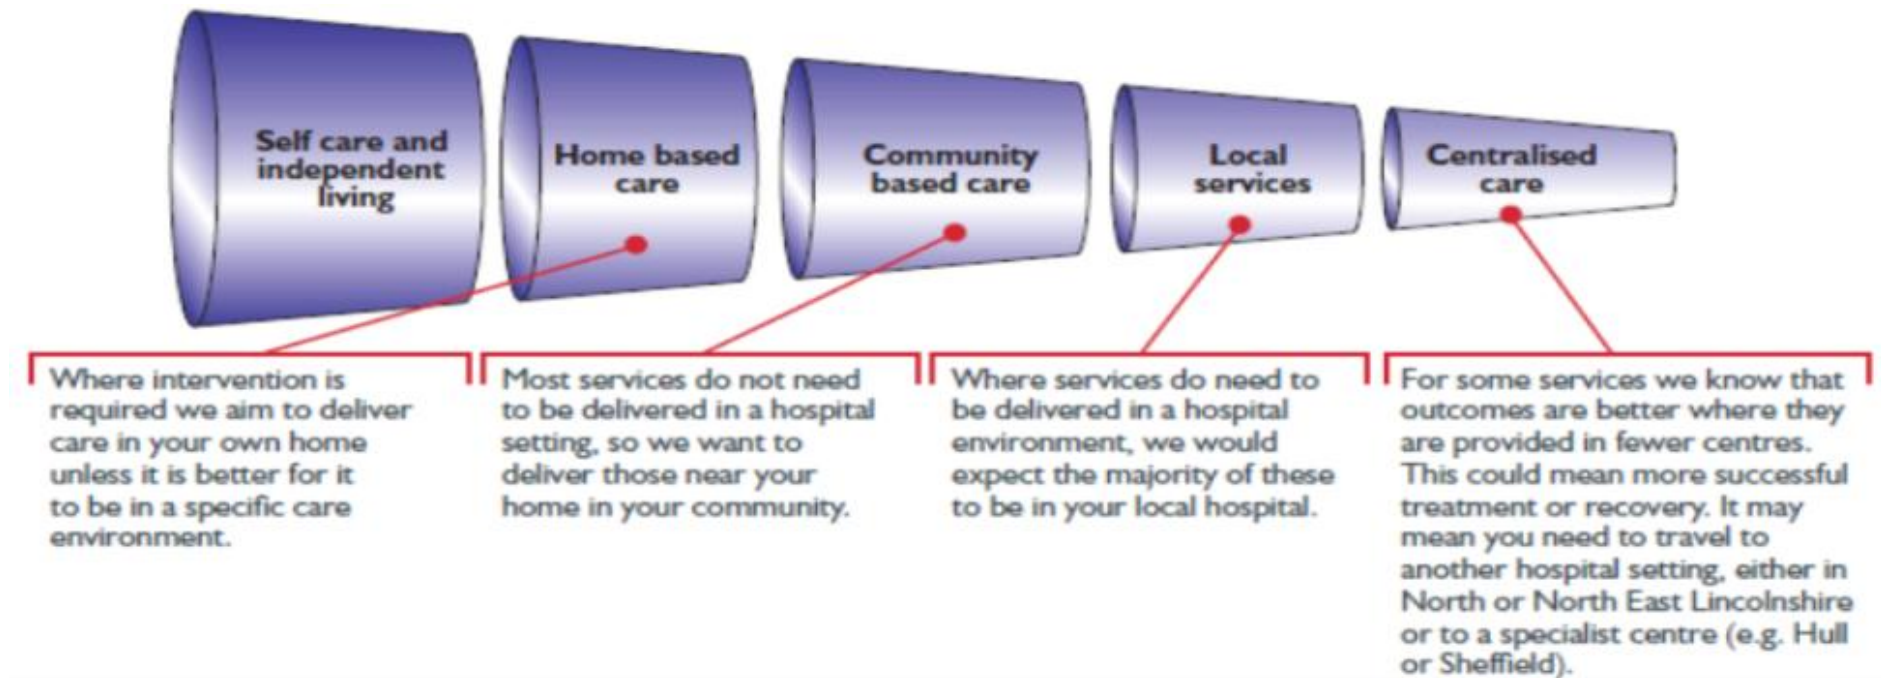 Self care and
independent
living
Home based
care
Community
based care
Local
services
Centralised
care
Where intervention is
required we aim to deliver
care in your own home
unless it is better for it
to be in a specific care
environment.
Most services do not need
to be delivered in a hospital
setting, so we want to
deliver those near your
home in your community.
Where services do need to
be delivered in a hospital
environment, we would
expect the majority of these
to be in your local hospital.
For some services we know that
outcomes are better where they
are provided in fewer centres.
This could mean more successful
treatment or recovery. It may
mean you need to travel to
another hospital setting, either in
North or North East Lincolnshire
or to a specialist centre (e.g. Hull
or Sheffield).